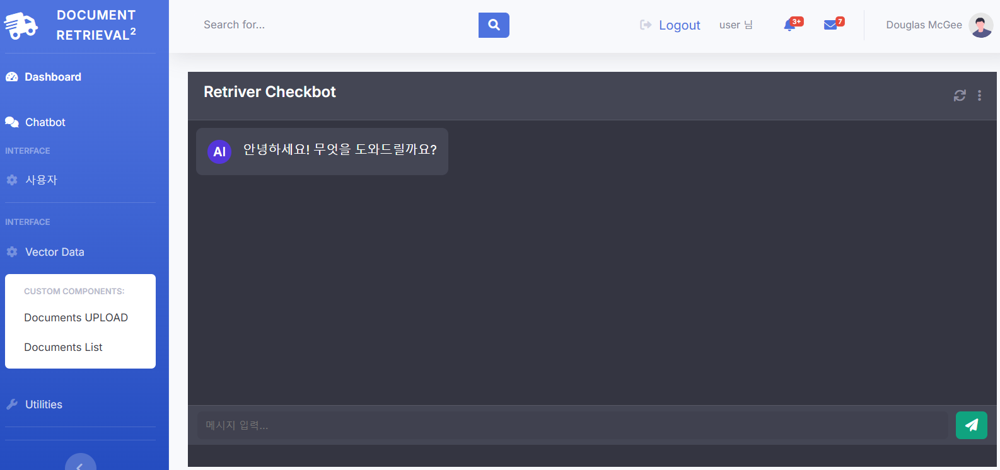 DOCUMENT
RETRIEVAL2
Dashboard
Chatbot
INTERFACE
사용자
INTERFACE
Vector Data
CUSTOM COMPONENTS:
Documents UPLOAD
Documents List
Utilities
Search for...
Logout
user 님
3+
7
Douglas McGee
Retriver Checkbot
AI
안녕하세요! 무엇을 도와드릴까요?
메시지 입력...